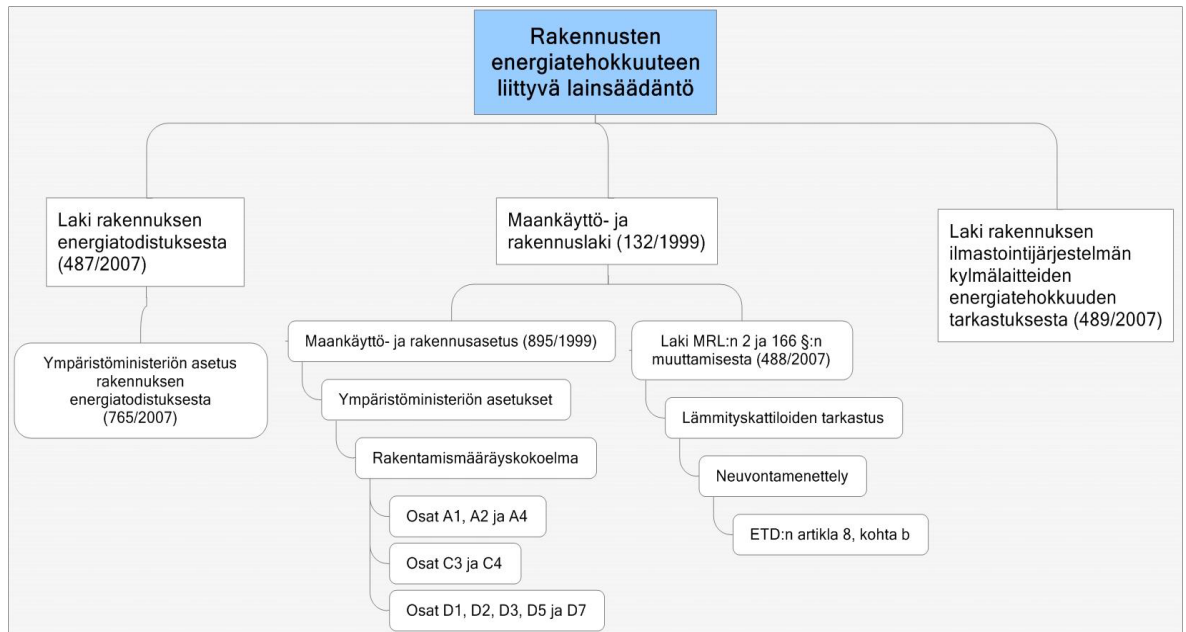 Rakennusten
energiatehokkuuteen
liittyvä lainsäädäntö
Laki rakennuksen
energiatodistuksesta
(487/2007)
Ympäristöministeriön asetus
rakennuksen
energiatodistuksesta
(765/2007)
Maankäyttö- ja
rakennuslaki (132/1999)
Maankäyttö- ja rakennusasetus (895/1999)
Ympäristöministeriön asetukset
Rakentamismääräyskokoelma
Osat A1, A2 ja A4
Osat C3 ja C4
Osat D1, D2, D3, D5 ja D7
Laki MRL:n 2 ja 166 §:n
muuttamisesta (488/2007)
Lämmityskattiloiden tarkastus
Neuvontamenettely
ETD:n artikla 8, kohta b
Laki rakennuksen
ilmastointijärjestelmän
kylmälaitteiden
energiatehokkuuden
tarkastuksesta (489/2007)